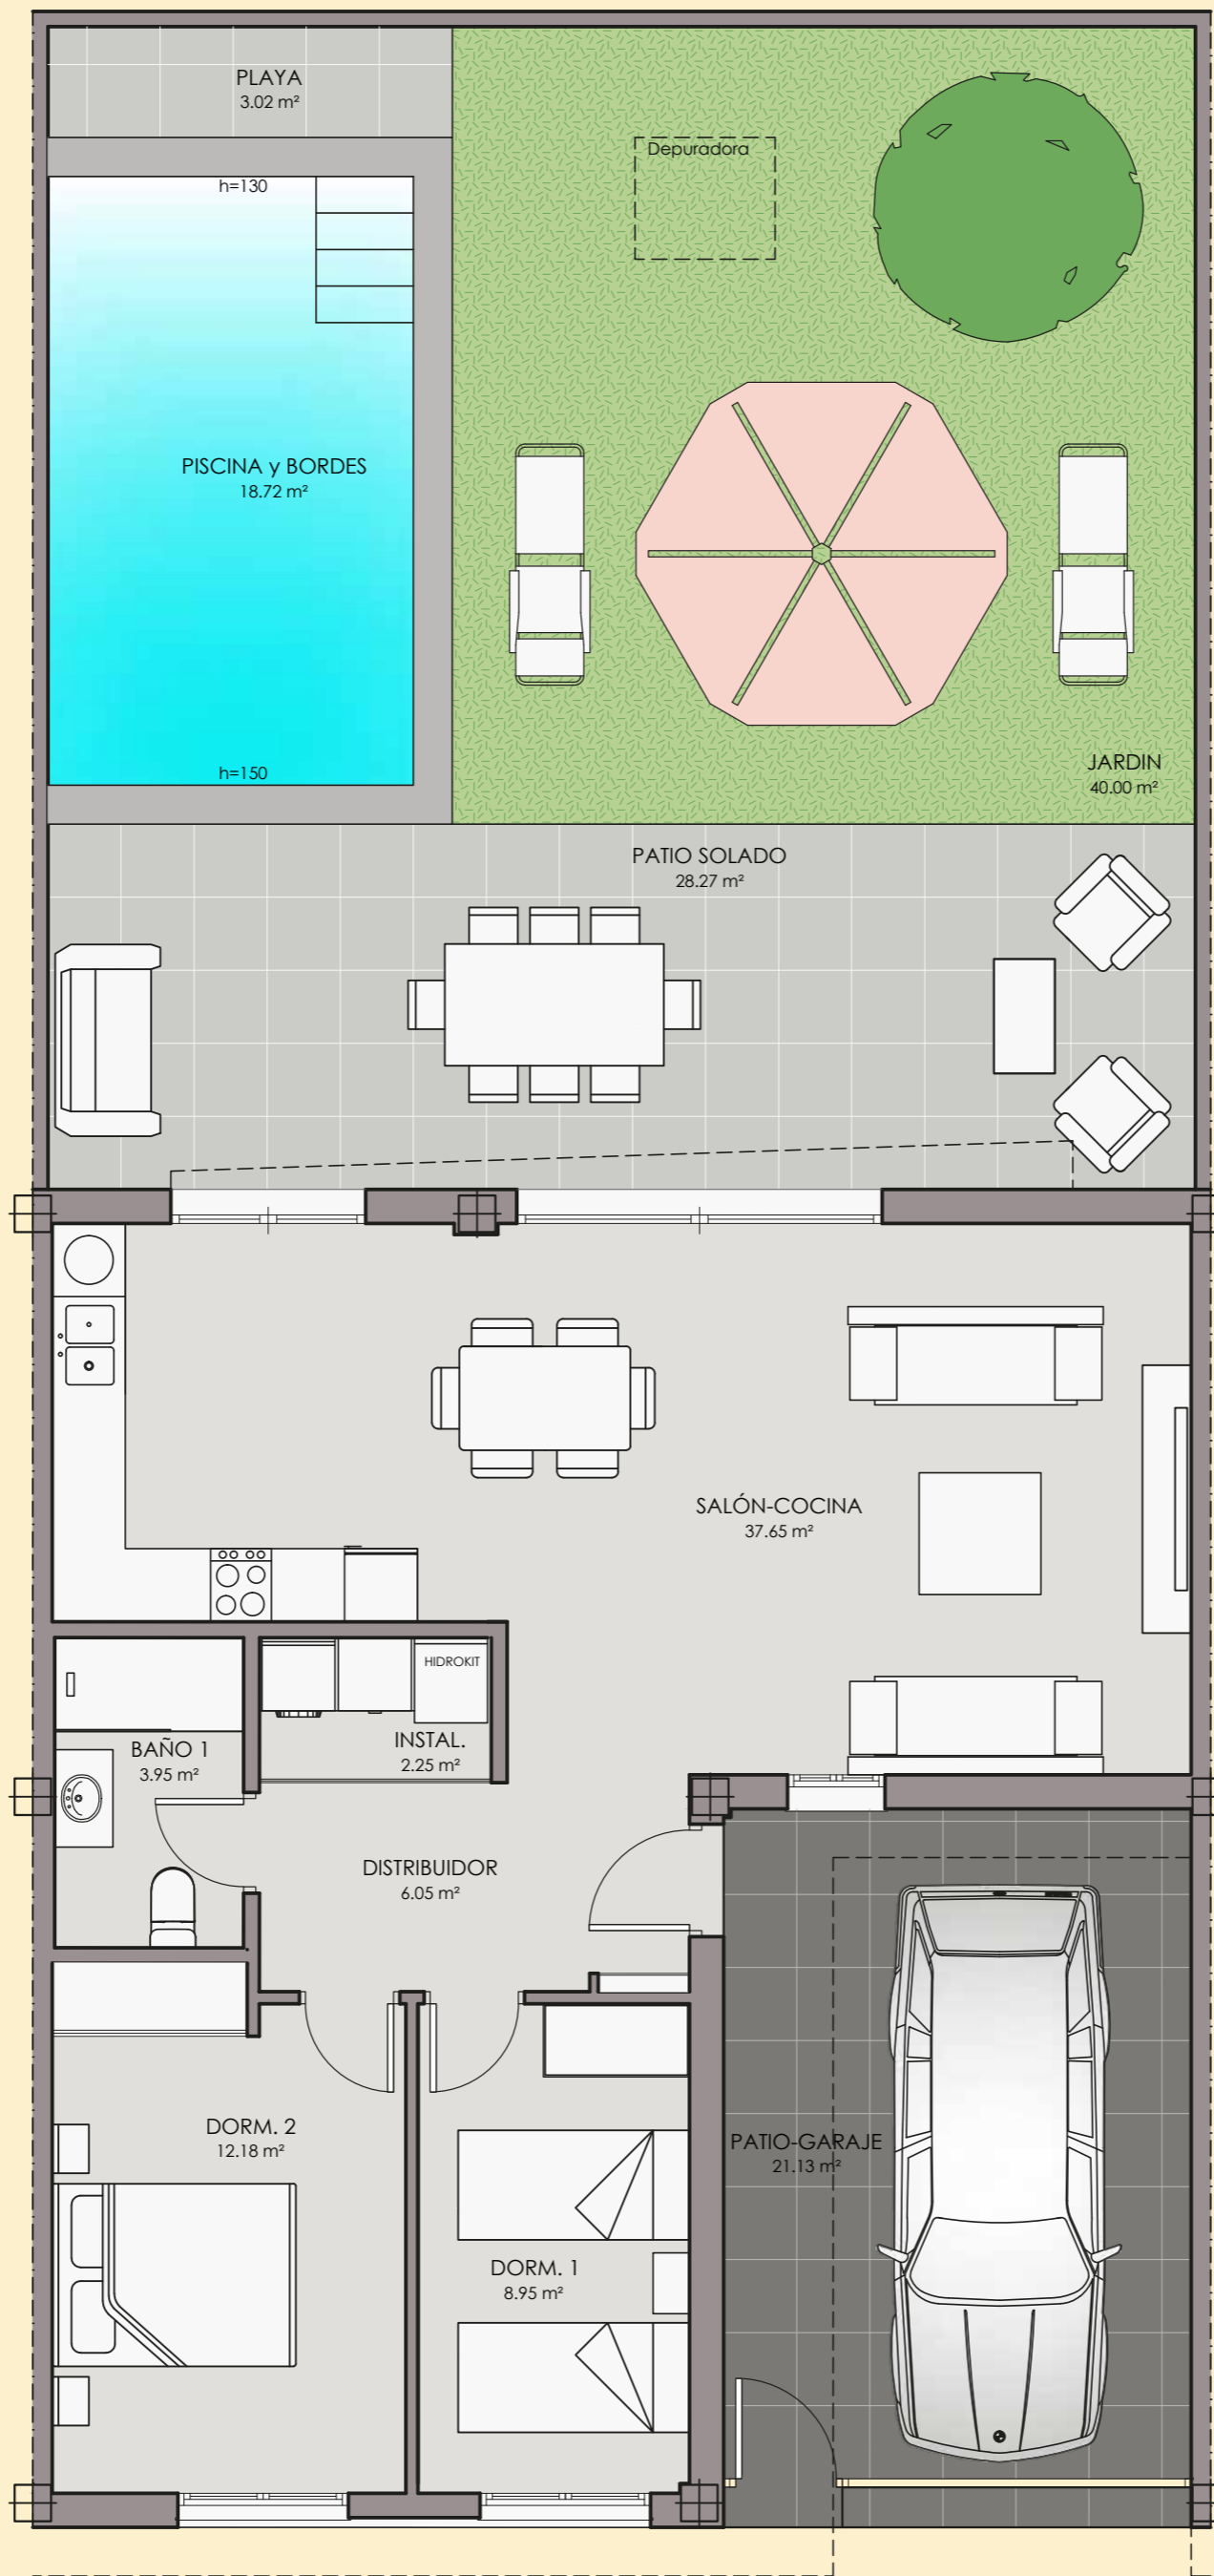 PLAYA
3.02 m²
Depuradora
h=130
PISCINA y BORDES
18.72 m²
h=150
JARDIN
40.00 m²
PATIO SOLADO
28.27 m²
SALÓN-COCINA
37.65 m²
HIDROKIT
INSTAL.
2.25 m²
BAÑO 1
3.95 m²
DISTRIBUIDOR
6.05 m²
DORM. 2
12.18 m²
PATIO-GARAJE
21.13 m²
DORM. 1
8.95 m²